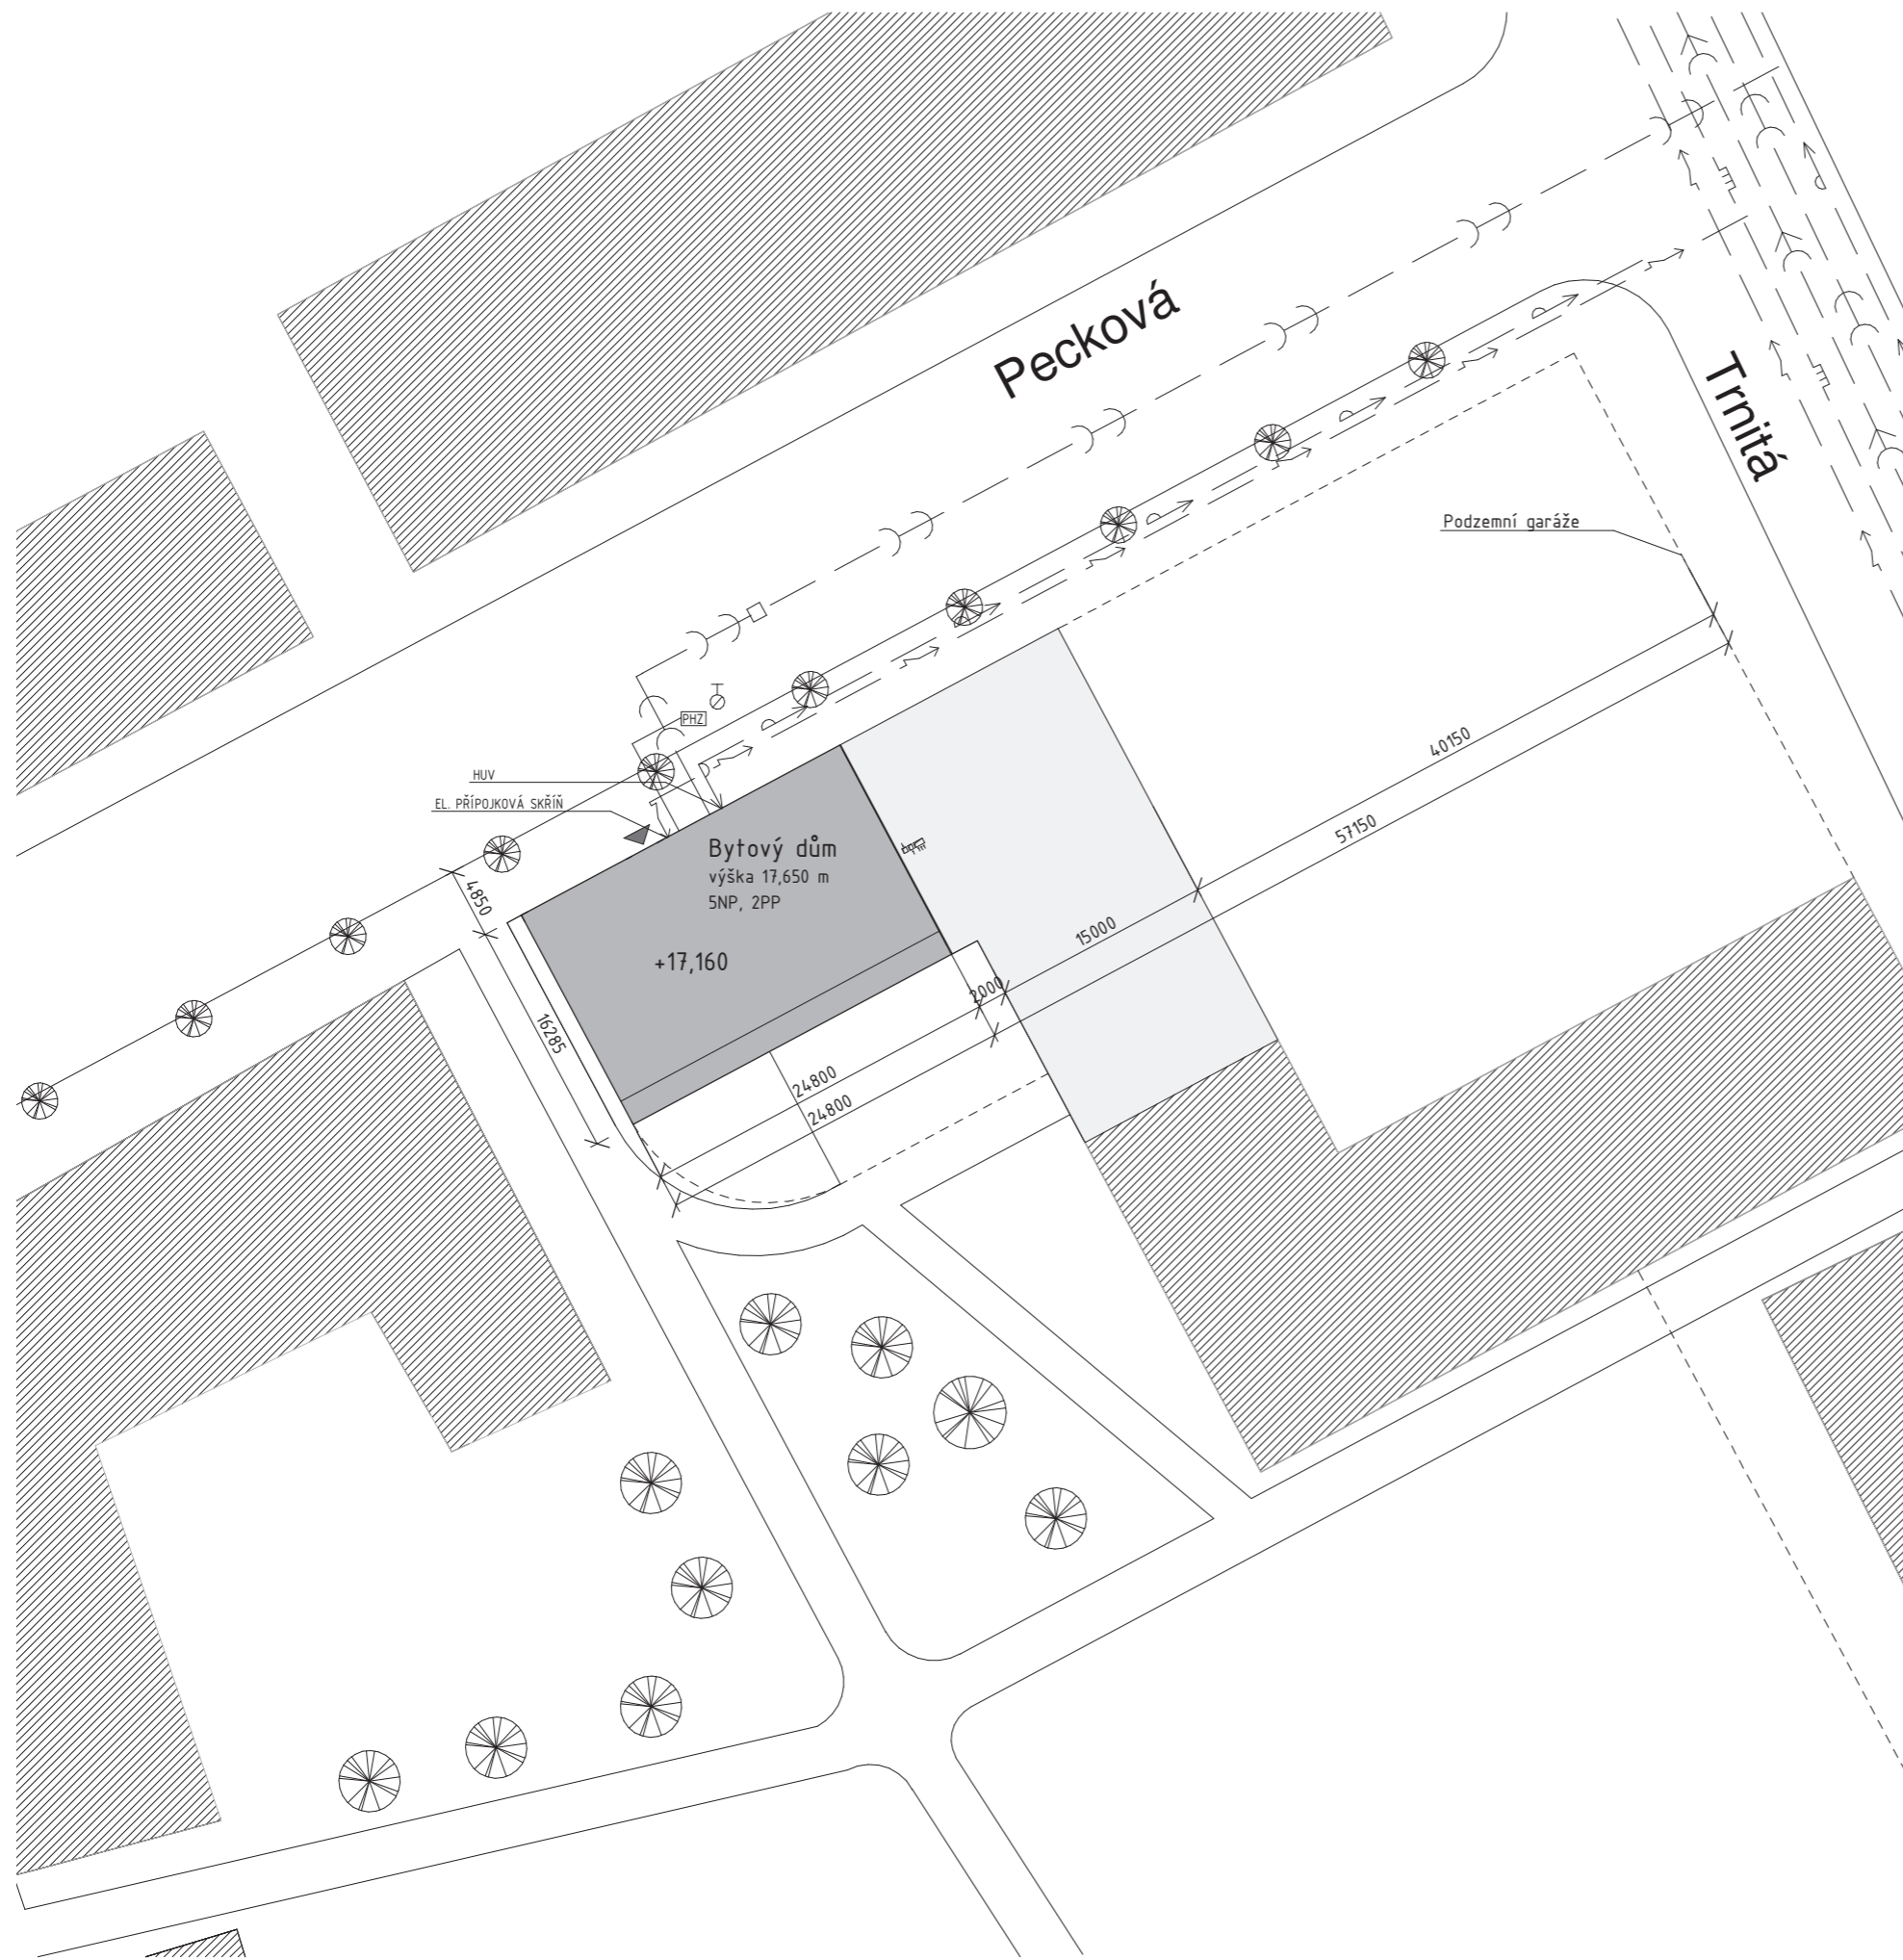 Pecková
Trnitá
Podzemní garáže
PHZ
HUV
EL. PŘÍPOJKOVÁ SKŘÍŇ
Bytový dům
výška 17,650 m
5NP, 2PP
+17,160
4850
16285
40150
57150
15000
2000
24800
24800